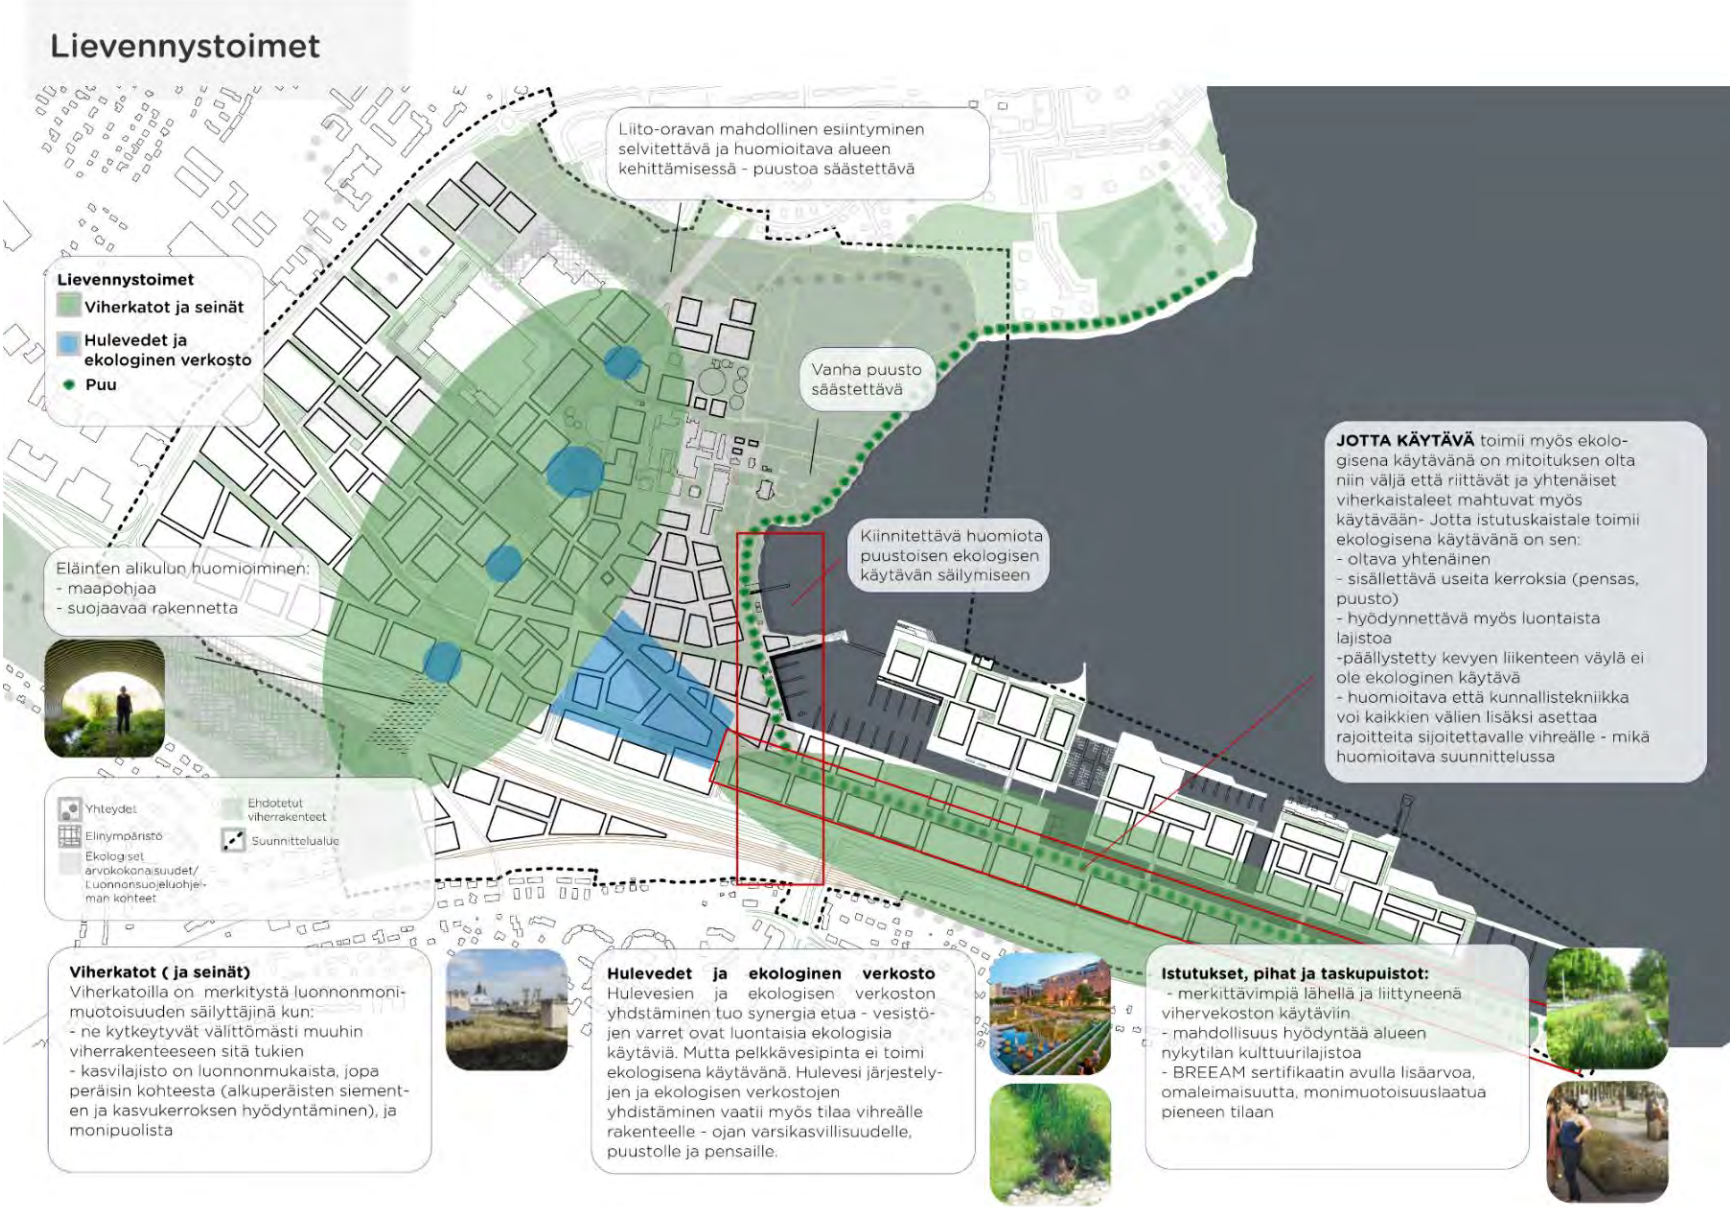 Lievennystoimet
Liito-oravan mahdollinen esiintyminen
selvitettävä ja huomioitava alueen
kehittämisessä - puustoa säästettävä
Lievennystoimet
Viherkatot ja seinät
Hulevedet ja
ekologinen verkosto
Puu
Vanha puusto
säästettävä
JOTTA KÄYTÄVÄ toimii myös ekolo-
gisena käytävänä on mitoituksen olta
niin väljä että riittävät ja yhtenäiset
viherkaistaleet mahtuvat myös
käytävään- Jotta istutuskaistale toimii
ekologisena käytävänä on sen:
- oltava yhtenäinen
- sisällettävä useita kerroksia (pensas,
puusto)
- hyödynnettävä myös luontaista
lajistoa
-päällystetty kevyen liikenteen väylä ei
ole ekologinen käytävä
- huomioitava että kunnallistekniikka
voi kaikkien välien lisäksi asettaa
rajoitteita sijoitettavalle vihreälle - mikä
huomioitava suunnittelussa
Kiinnitettävä huomiota
puustoisen ekologisen
käytävän säilymiseen
Eläinten alikulun huomioiminen:
- maapohjaa
- suojaavaa rakennetta
Yhteydet
Elinympäristö
Ekologiset
arvokokonaisuudet/
Luonnonsuojeluohjel-
man kohteet
Ehdotetut
viherrakenteet
Suunnittelualue
Viherkatot ( ja seinät)
Viherkatoilla on merkitystä luonnonmoni-
muotoisuuden säilyttäjinä kun:
- ne kytkeytyvät välittömästi muuhin
viherrakenteeseen sitä tukien
- kasvilajisto on luonnonmukaista, jopa
peräisin kohteesta (alkuperäisten siement-
en ja kasvukerroksen hyödyntäminen), ja
monipuolista
Hulevedet ja ekologinen verkosto
Hulevesien ja ekologisen verkoston
yhdstäminen tuo synergia etua - vesistö-
jen varret ovat luontaisia ekologisia
käytäviä. Mutta pelkkävesipinta ei toimi
ekologisena käytävänä. Hulevesi järjestely-
jen ja ekologisen verkostojen
yhdistäminen vaatii myös tilaa vihreälle
rakenteelle - ojan varsikasvillisuudelle,
puustolle ja pensaille.
Istutukset, pihat ja taskupuistot:
- merkittävimpiä lähellä ja liittyneenä
vihervekoston käytäviin
- mahdollisuus hyödyntää alueen
nykytilan kulttuurilajistoa
- BREEAM sertifikaatin avulla lisäarvoa,
omaleimaisuutta, monimuotoisuuslaatua
pieneen tilaan